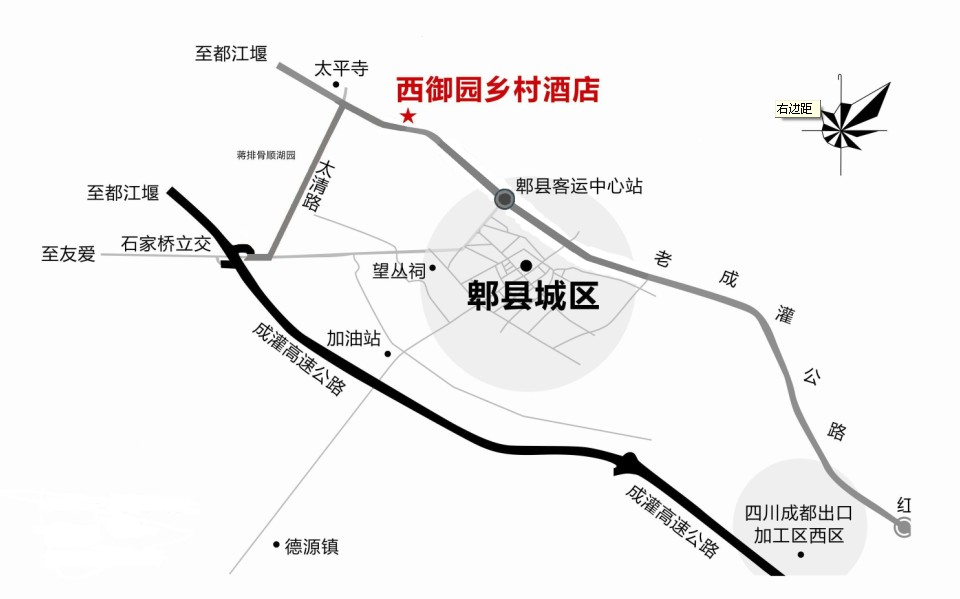 至都江堰
太平寺
西御园乡村酒店
右边距
蒋排骨顺湖园
太清路
郫县客运中心站
至都江堰
石家桥立交
至友爱
望丛祠
郫县城区
老成灌公路
加油站
成灌高速公路
成灌高速公路
红
四川成都出口
加工区西区
德源镇